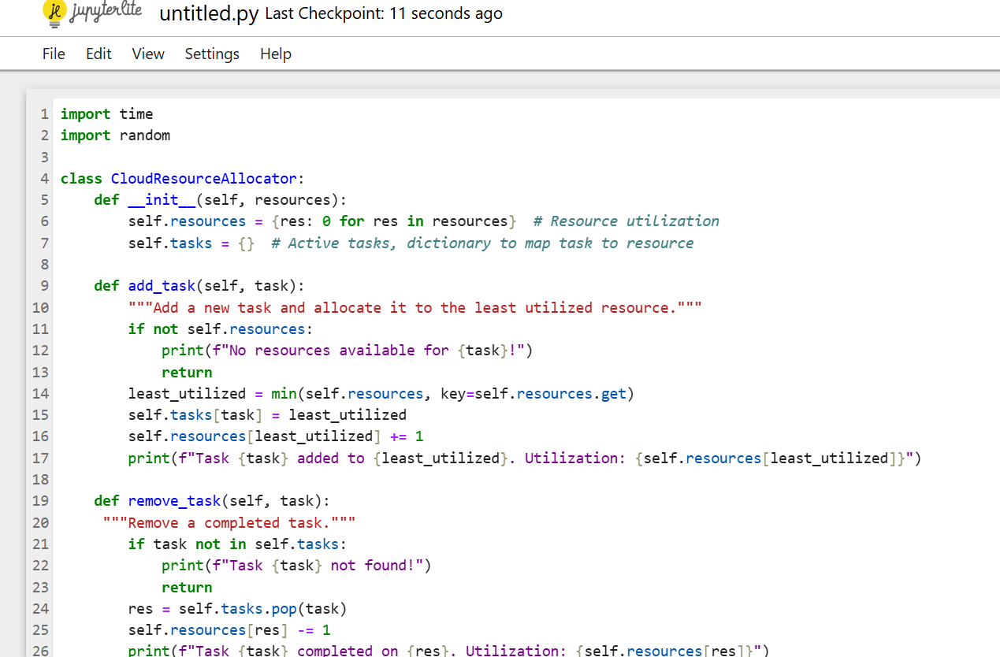 jupyterlite untitled.py Last Checkpoint: 11 seconds ago
File Edit View Settings Help
1 import time
2 import random
3
4 class CloudResourceAllocator:
5     def __init__(self, resources):
6         self.resources = {res: 0 for res in resources}  # Resource utilization
7         self.tasks = {}  # Active tasks, dictionary to map task to resource
8
9     def add_task(self, task):
10         """Add a new task and allocate it to the least utilized resource."""
11         if not self.resources:
12             print(f"No resources available for {task}!")
13             return
14         least_utilized = min(self.resources, key=self.resources.get)
15         self.tasks[task] = least_utilized
16         self.resources[least_utilized] += 1
17         print(f"Task {task} added to {least_utilized}. Utilization: {self.resources[least_utilized]}")
18
19     def remove_task(self, task):
20      """Remove a completed task."""
21         if task not in self.tasks:
22             print(f"Task {task} not found!")
23             return
24         res = self.tasks.pop(task)
25         self.resources[res] -= 1
26         print(f"Task {task} completed on {res}. Utilization: {self.resources[res]}")